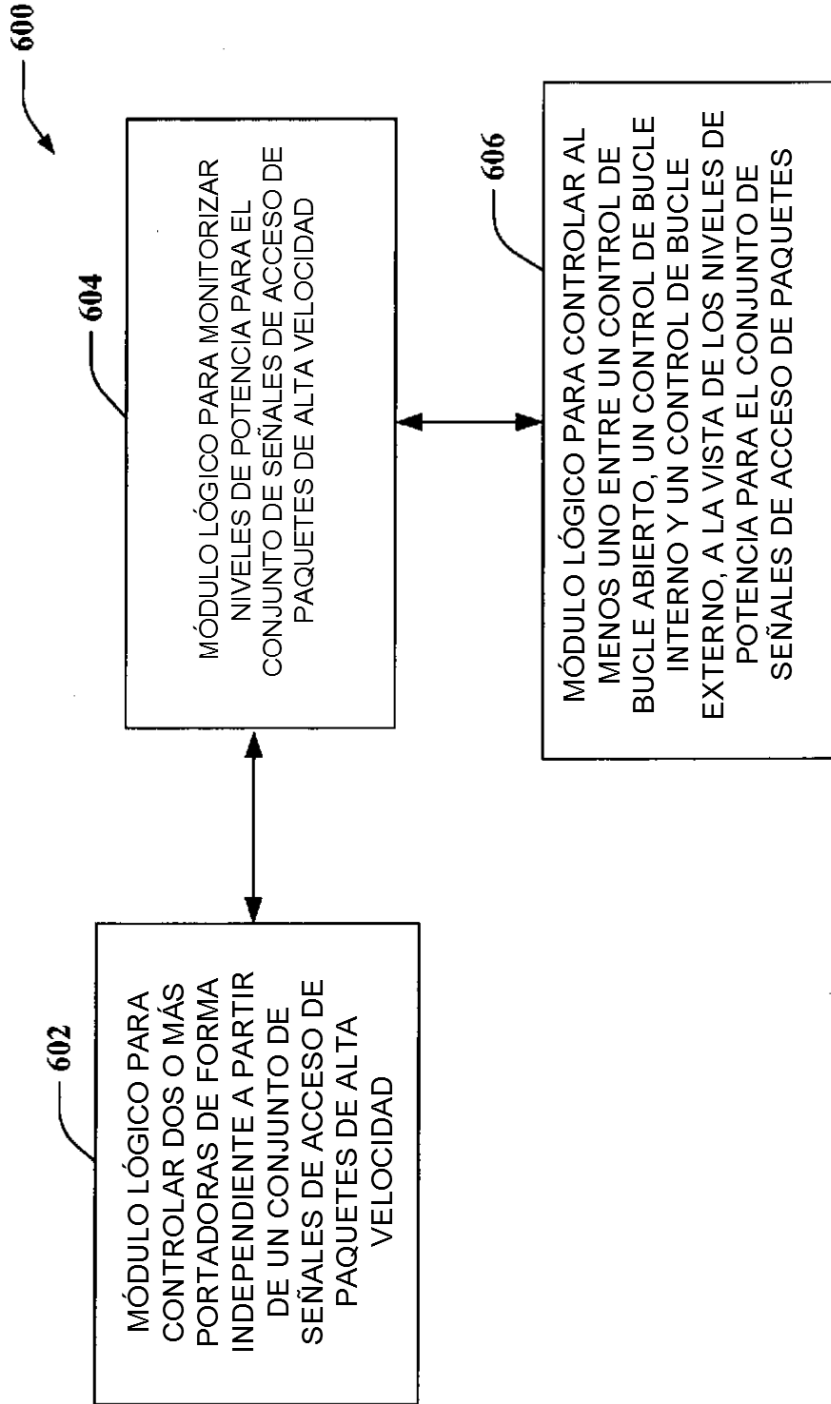 600
602
MÓDULO LÓGICO PARA
CONTROLAR DOS O MÁS
PORTADORAS DE FORMA
INDEPENDIENTE A PARTIR
DE UN CONJUNTO DE
SEÑALES DE ACCESO DE
PAQUETES DE ALTA
VELOCIDAD
604
MÓDULO LÓGICO PARA MONITORIZAR
NIVELES DE POTENCIA PARA EL
CONJUNTO DE SEÑALES DE ACCESO DE
PAQUETES DE ALTA VELOCIDAD
606
MÓDULO LÓGICO PARA CONTROLAR AL
MENOS UNO ENTRE UN CONTROL DE
BUCLE ABIERTO, UN CONTROL DE BUCLE
INTERNO Y UN CONTROL DE BUCLE
EXTERNO, A LA VISTA DE LOS NIVELES DE
POTENCIA PARA EL CONJUNTO DE
SEÑALES DE ACCESO DE PAQUETES